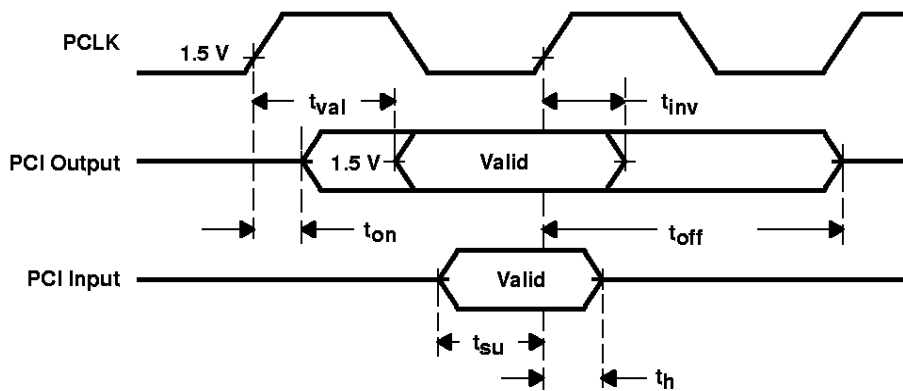 PCLK
1.5 V
tval
tinv
PCI Output
1.5 V
Valid
ton
toff
PCI Input
Valid
tsu
th